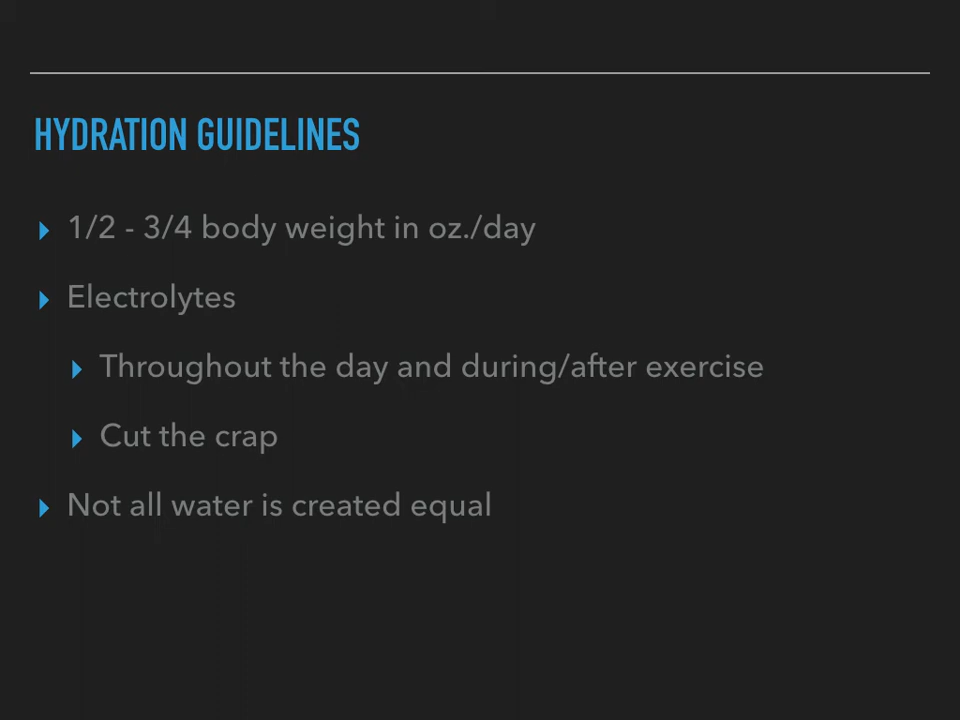 HYDRATION GUIDELINES
1/2 - 3/4 body weight in oz./day
Electrolytes
Throughout the day and during/after exercise
Cut the crap
Not all water is created equal